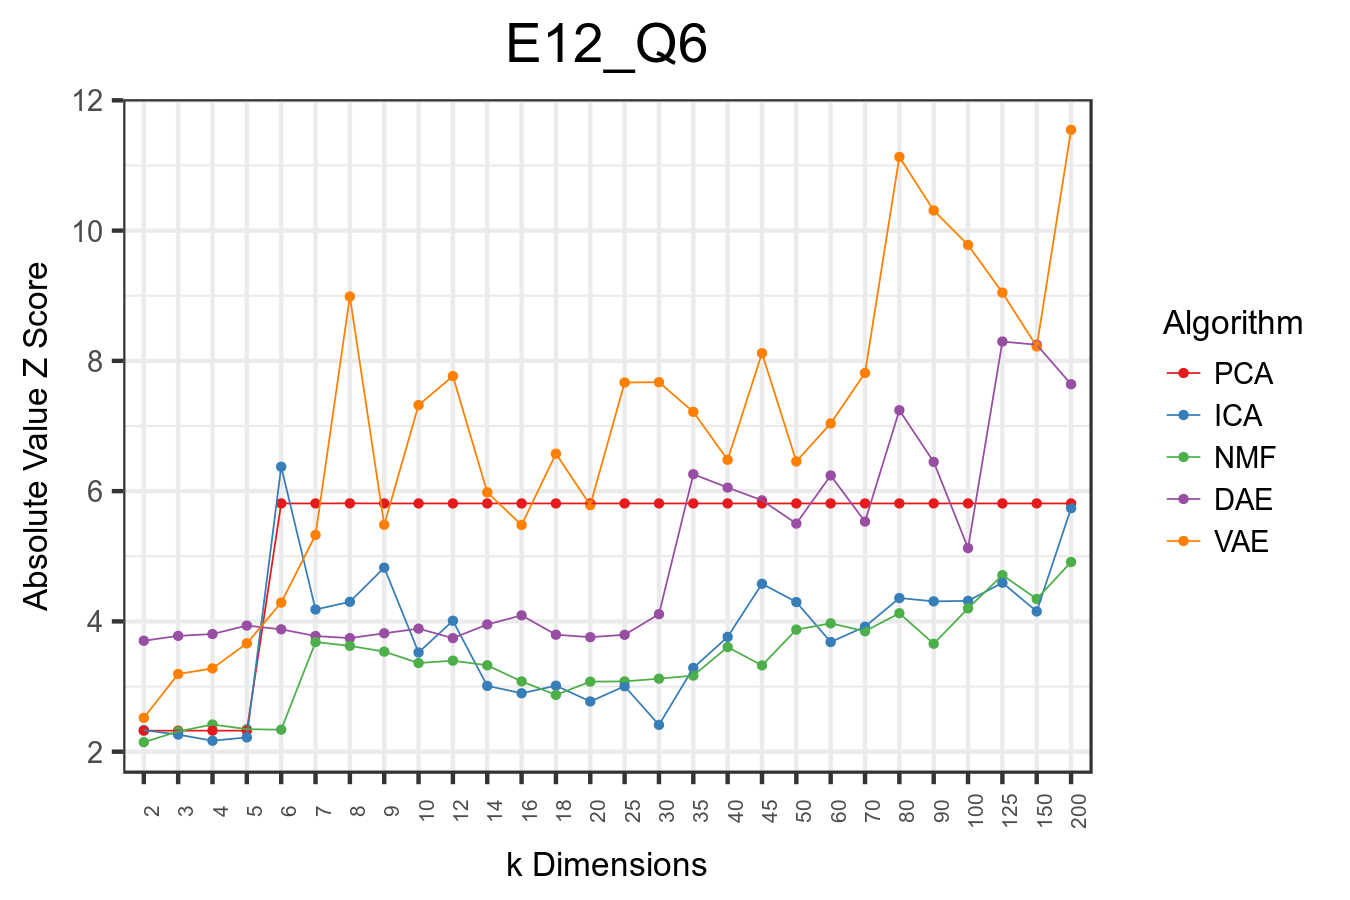 E12_Q6
12
10
8
6
4
2
Absolute Value Z Score
2 3 4 5 6 7 8 9 10 12 14 16 18 20 25 30 35 40 45 50 60 70 80 90 100 125 150 200
k Dimensions
Algorithm
PCA
ICA
NMF
DAE
VAE